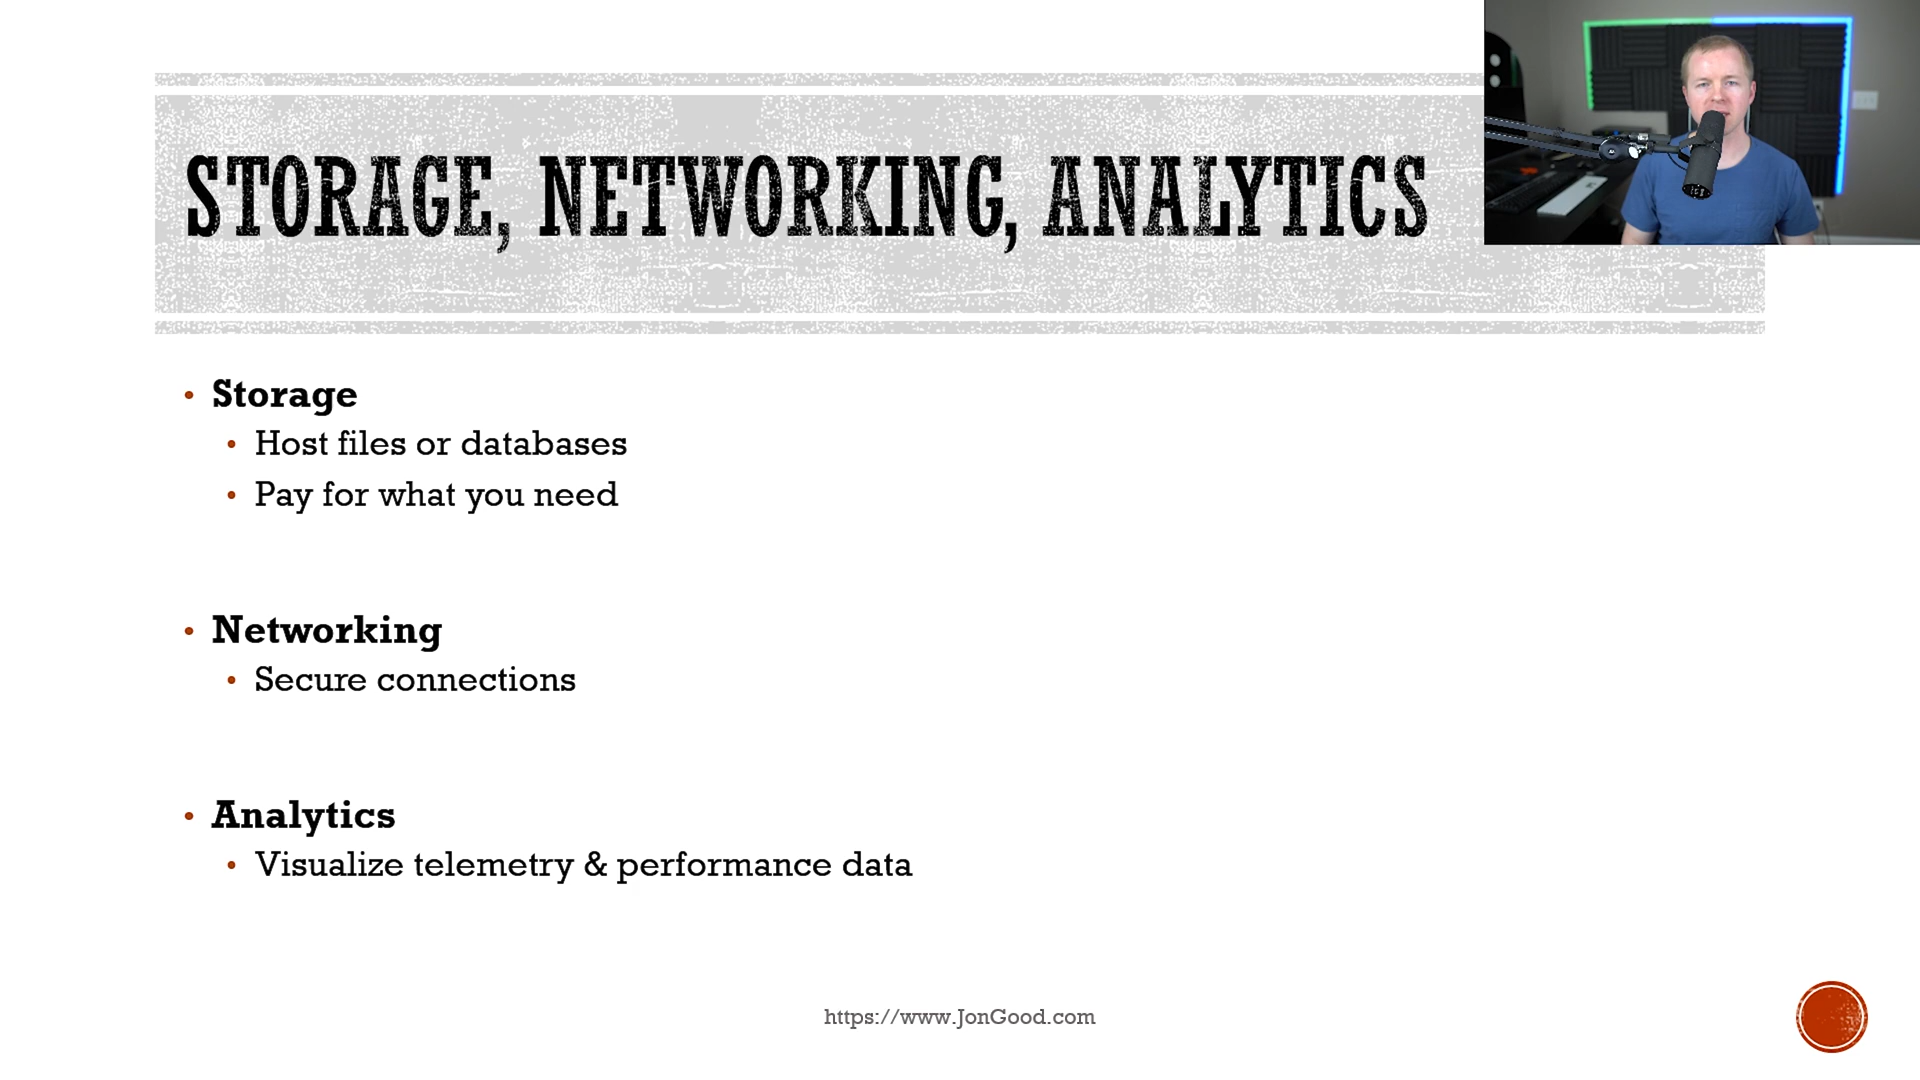 STORAGE, NETWORKING, ANALYTICS
Storage
Host files or databases
Pay for what you need
Networking
Secure connections
Analytics
Visualize telemetry & performance data
https://www.JonGood.com